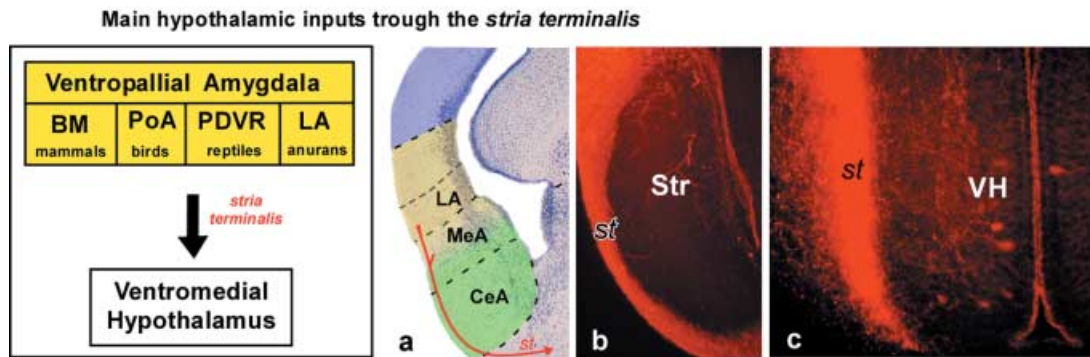 Main hypothalamic inputs trough the stria terminalis
Ventropallial Amygdala
BM PoA PDVR LA
mammals birds reptiles anurans
stria
terminalis
Ventromedial
Hypothalamus
LA
MeA
CeA
st
a
Str
st
b
st
VH
c